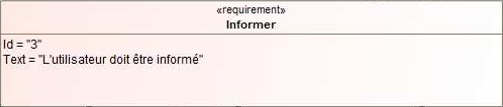 «requirement»
Informer
Id = "3"
Text = "L'utilisateur doit être informé"